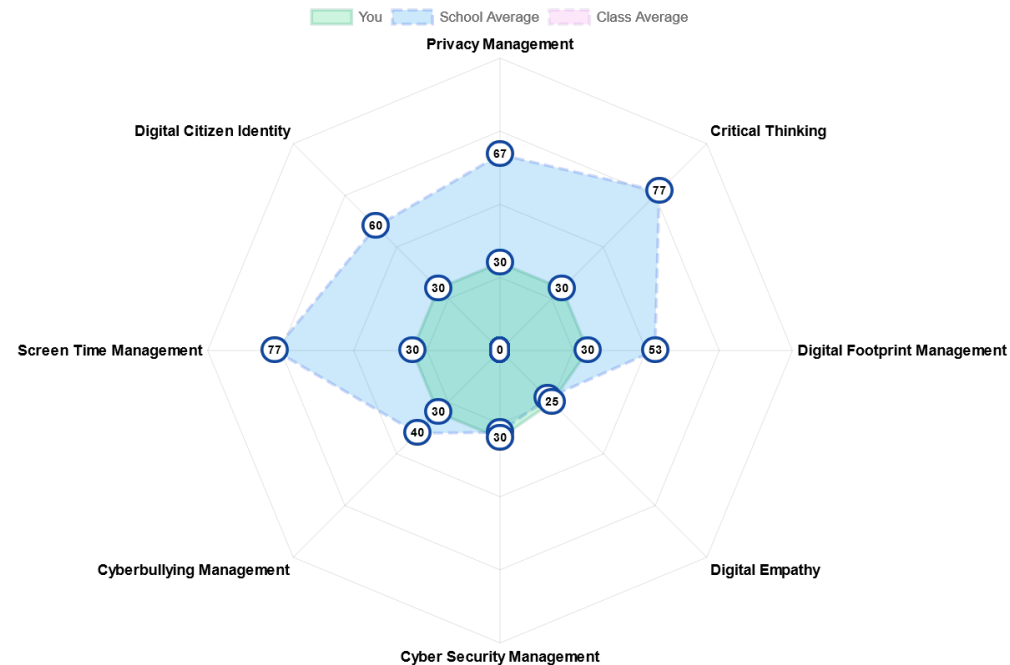 You School Average Class Average
Privacy Management
Digital Citizen Identity Critical Thinking
67
77
60
30
30 30
Screen Time Management 77 30 0 30 53 Digital Footprint Management
25
30
40
30
Cyberbullying Management Digital Empathy
Cyber Security Management